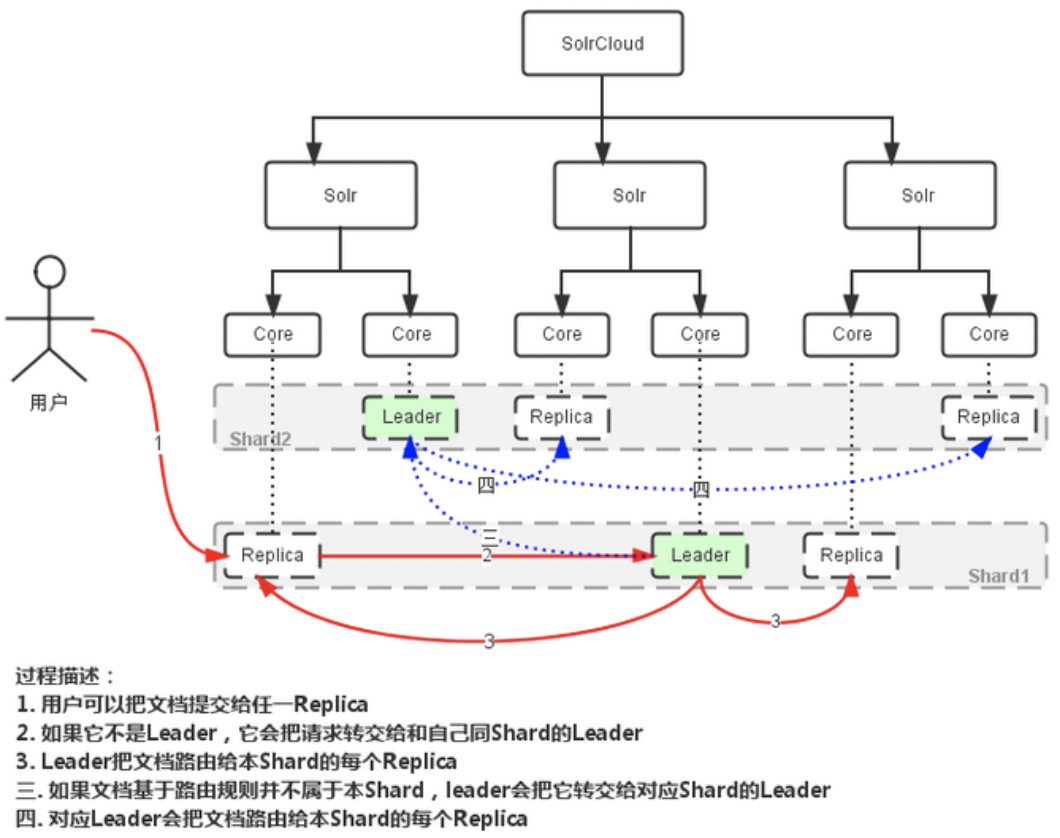 SolrCloud
Solr
Solr
Solr
Core
Core
Core
Core
Core
Core
用户
Leader
Replica
Replica
Shard2
1
四
四
三
2
Replica
Leader
Replica
Shard1
3
3
过程描述：
1. 用户可以把文档提交给任一Replica
2. 如果它不是Leader，它会把请求转交给和自己同Shard的Leader
3. Leader把文档路由给本Shard的每个Replica
三. 如果文档基于路由规则并不属于本Shard，leader会把它转交给对应Shard的Leader
四. 对应Leader会把文档路由给本Shard的每个Replica